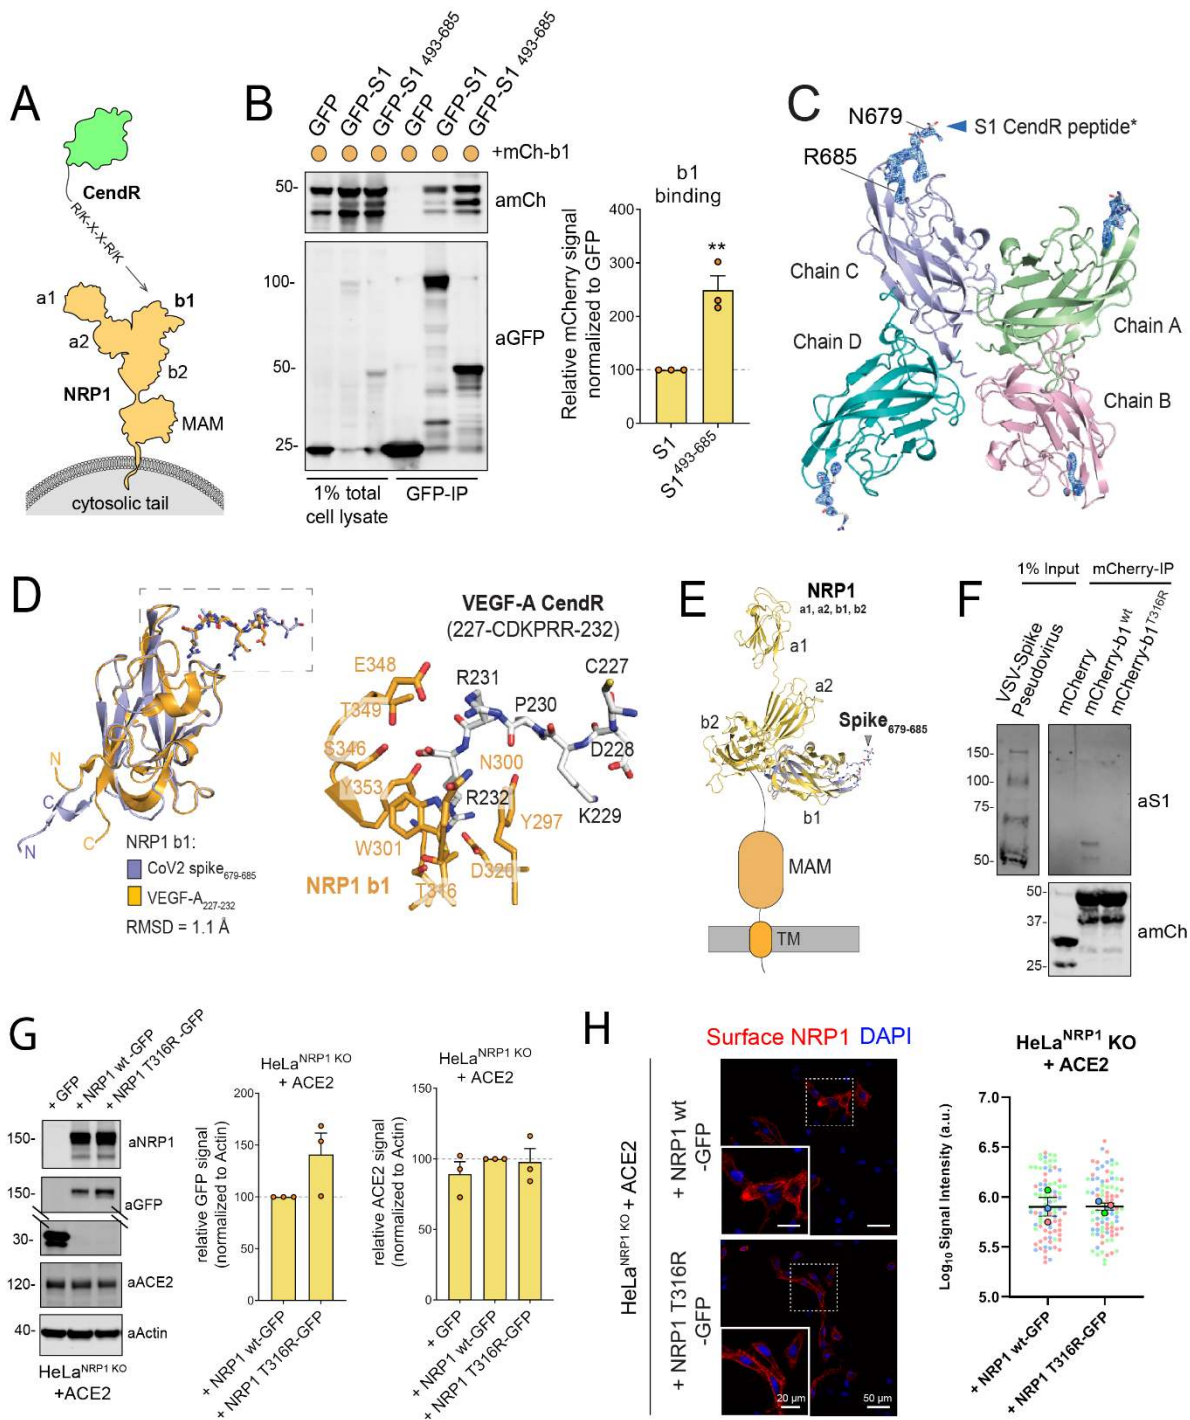 A
CendR
R/K-X-X-R/K
a1
b1
a2
b2
NRP1
MAM
cytosolic tail
B
GFP
GFP-S1
GFP-S1 493-685
GFP
GFP-S1
GFP-S1 493-685
+mCh-b1
50-
amCh
100-
50-
25-
aGFP
1% total
cell lysate
GFP-IP
b1
binding
Relative mCherry signal
normalized to GFP
400
300
200
100
0
**
S1
S1 493-685
C
N679
S1 CendR peptide*
R685
Chain C
Chain A
Chain D
Chain B
D
N
C
N
C
NRP1 b1:
CoV2 spike679-685
VEGF-A227-232
RMSD = 1.1 Å
VEGF-A CendR
(227-CDKPRR-232)
E348
R231
C227
T349
P230
S346
D228
N300
Y353
R232
K229
Y297
W301
D320
NRP1 b1
T316
E
NRP1
a1, a2, b1, b2
a1
a2
b2
Spike679-685
b1
MAM
TM
F
1% Input
mCherry-IP
VSV-Spike
Pseudovirus
mCherry
mCherry-b1 wt
mCherry-b1T316R
150-
100-
75-
50-
aS1
50-
37-
25-
amCh
G
+ GFP
+ NRP1 wt-GFP
+ NRP1 T316R -GFP
150-
aNRP1
150-
aGFP
30-
120-
aACE2
40-
aActin
HeLaNRP1 KO
+ACE2
HeLaNRP1 KO
+ ACE2
relative GFP signal
(normalized to Actin)
200
150
100
50
0
+ NRP1 wt-GFP
+ NRP1 T316R-GFP
HeLaNRP1 KO
+ ACE2
relative ACE2 signal
(normalized to Actin)
150
100
50
0
+ GFP
+ NRP1 wt-GFP
+ NRP1 T316R-GFP
H
Surface NRP1 DAPI
HeLaNRP1 KO + ACE2
+ NRP1 wt
-GFP
+ NRP1 T316R
-GFP
20 µm
50 µm
HeLaNRP1 KO
+ ACE2
Log10 Signal Intensity (a.u.)
7.0
6.5
6.0
5.5
5.0
+ NRP1 wt-GFP
+ NRP1 T316R-GFP